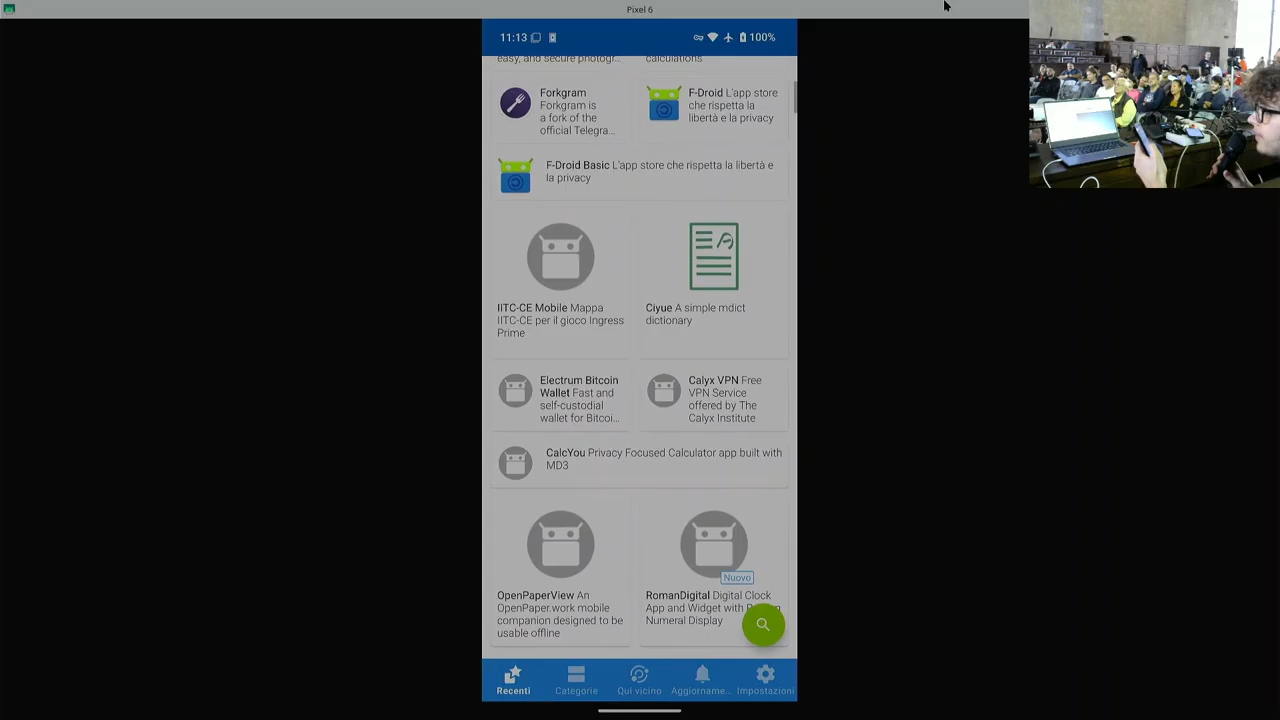 Pixel 6
11:13
100%
easy, and secure photogr...
calculations
Forkgram
Forkgram is
a fork of the
official Telegra...
F-Droid L'app store
che rispetta la
libertà e la privacy
F-Droid Basic L'app store che rispetta la libertà e
la privacy
IITC-CE Mobile Mappa
IITC-CE per il gioco Ingress
Prime
Ciyue A simple mdict
dictionary
Electrum Bitcoin
Wallet Fast and
self-custodial
wallet for Bitcoi...
Calyx VPN Free
VPN Service
offered by The
Calyx Institute
CalcYou Privacy Focused Calculator app built with
MD3
OpenPaperView An
OpenPaper.work mobile
companion designed to be
usable offline
Nuovo
RomanDigital Digital Clock
App and Widget with
Numeral Display
Recenti
Categorie
Qui vicino
Aggiorname...
Impostazioni